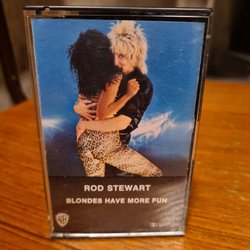 ROD STEWART
BLONDES HAVE MORE FUN